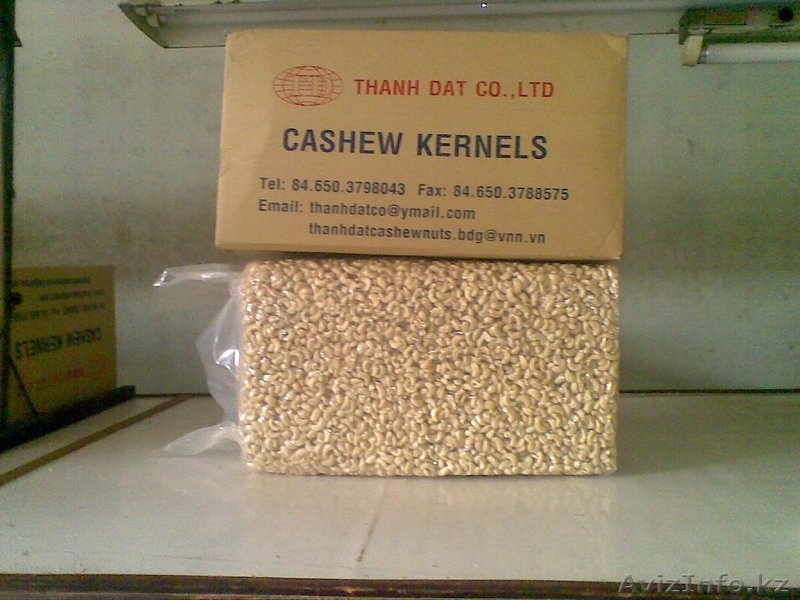 THANH DAT CO.,LTD
CASHEW KERNELS
Tel: 84.650.3798043 Fax: 84.650.3788575
Email: thanhdatco@ymail.com
thanhdatcashewnuts.bdg@vnn.vn
CASHEW KERNELS
AvizInfo.kz